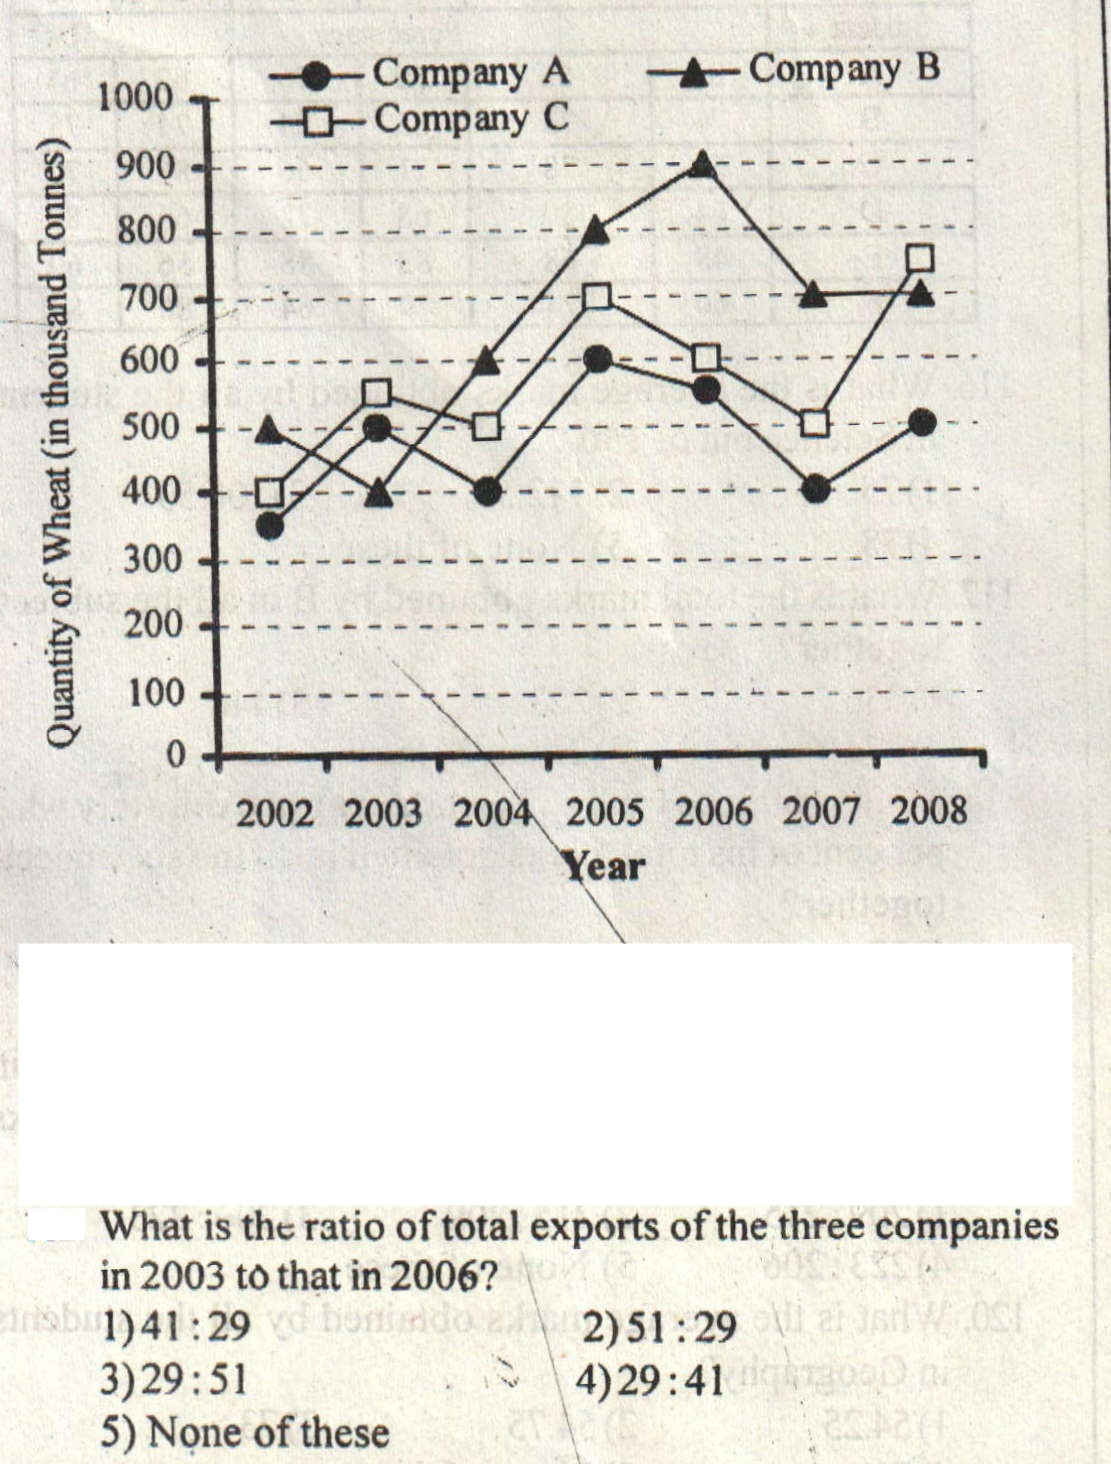 Company A Company B
1000 Company C
900
800
700
600
500
400
300
200
100
0
Quantity of Wheat (in thousand Tonnes)
2002 2003 2004 2005 2006 2007 2008
Year
What is the ratio of total exports of the three companies
in 2003 to that in 2006?
1) 41 : 29 2) 51 : 29
3) 29 : 51 4) 29 : 41
5) None of these